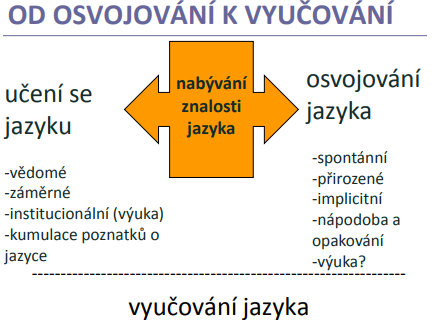 OD OSVOJOVÁNÍ K VYUČOVÁNÍ
učení se
jazyku
-vědomé
-záměrné
-institucionální (výuka)
-kumulace poznatků o
jazyce
nabývání
znalosti
jazyka
osvojování
jazyka
-spontánní
-přirozené
-implicitní
-nápodoba a
opakování
-výuka?
vyučování jazyka